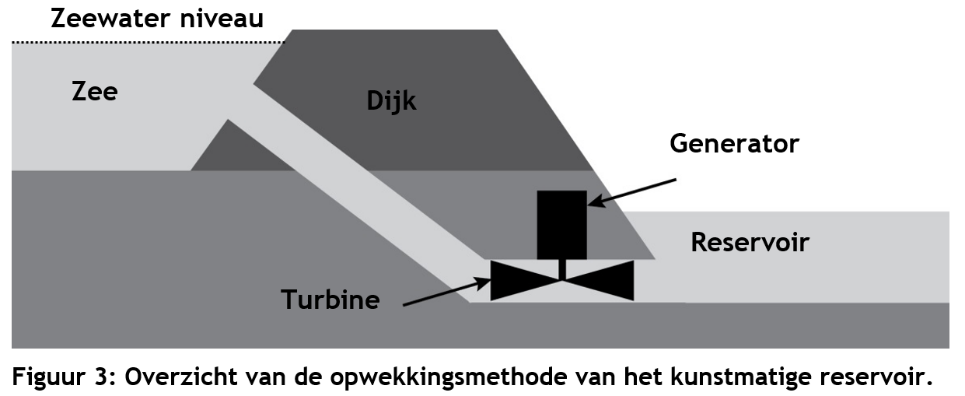 Zeewater niveau
Zee
Dijk
Generator
Reservoir
Turbine
Figuur 3: Overzicht van de opwekkingsmethode van het kunstmatige reservoir.